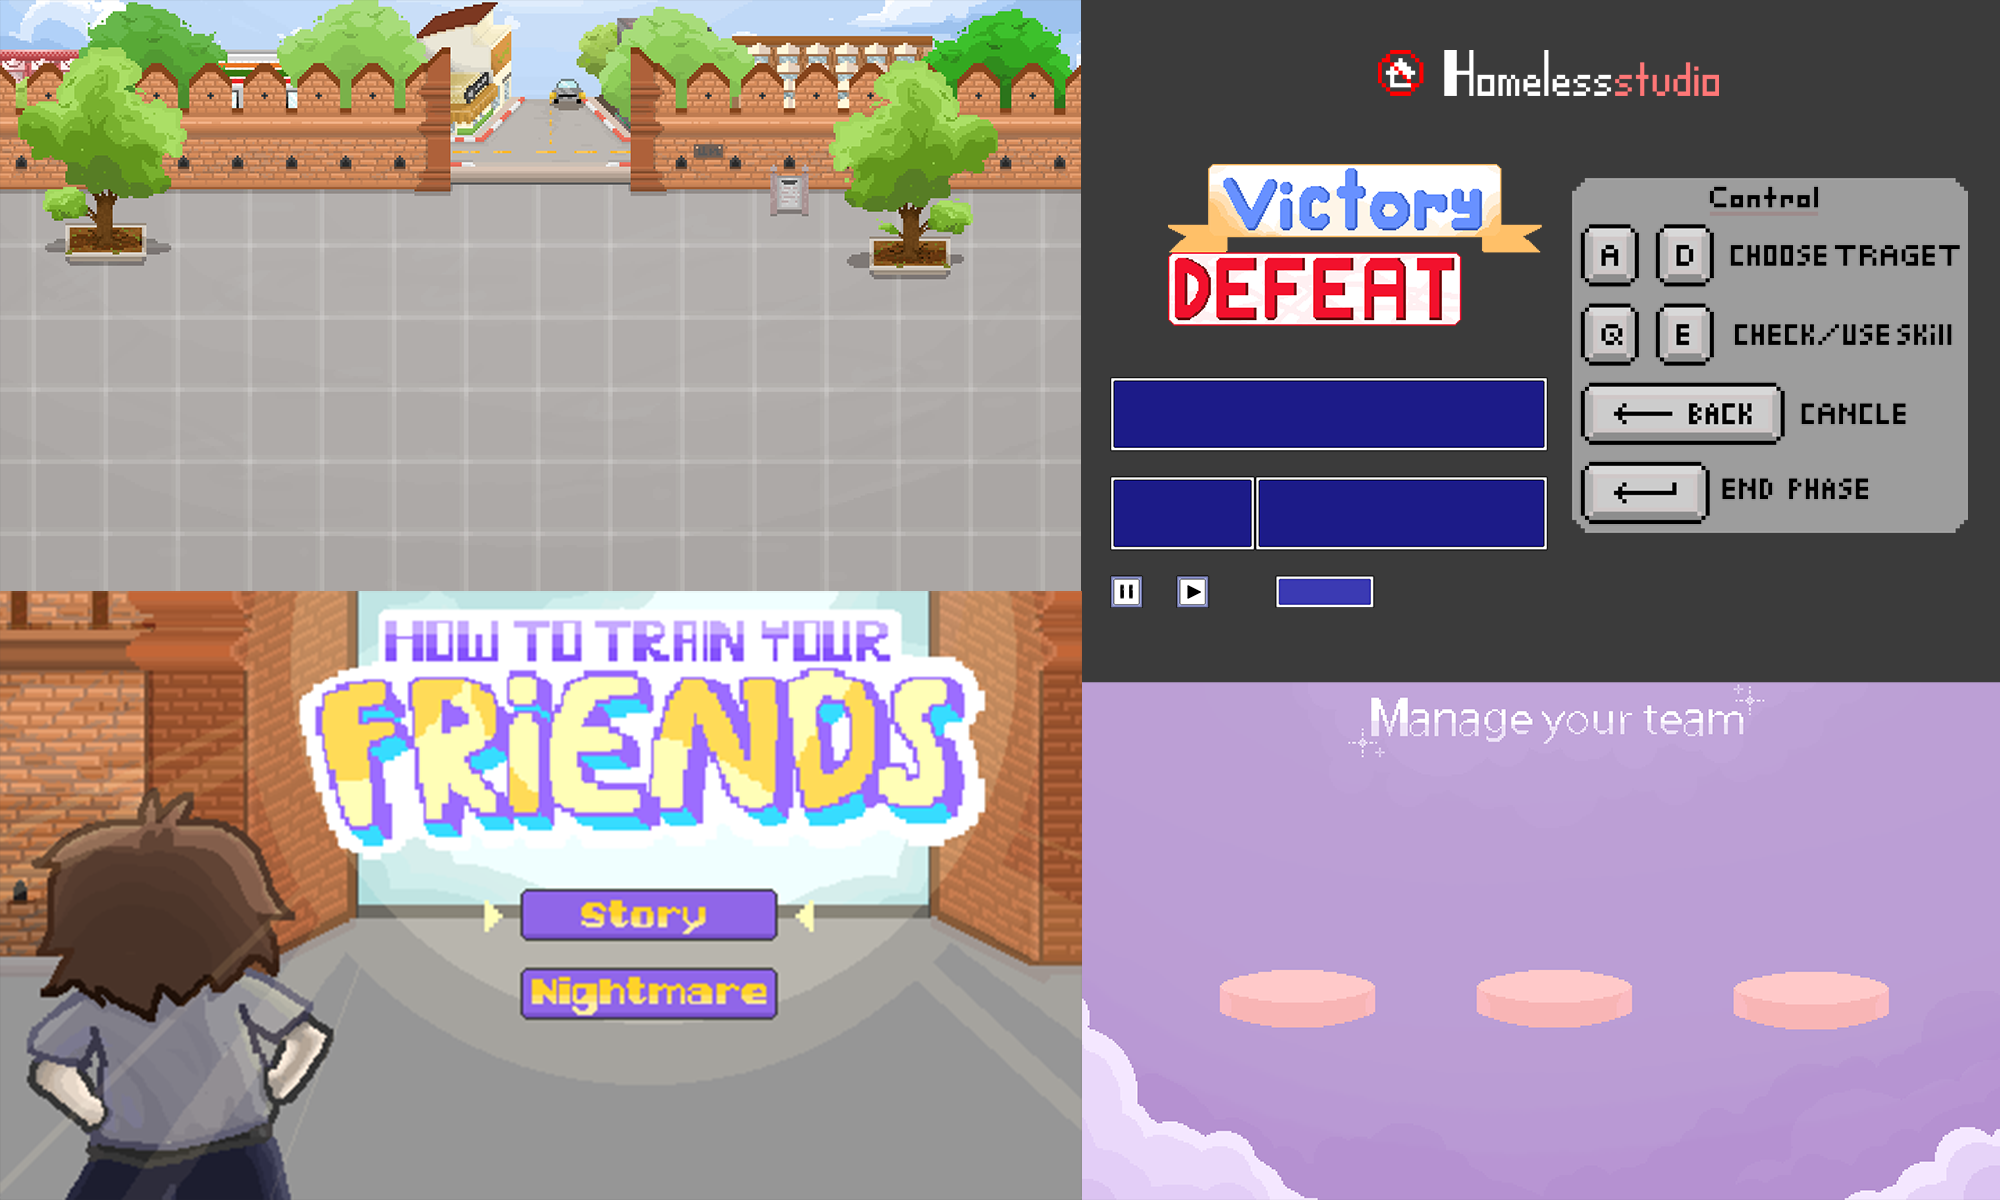 Homelessstudio
Victory
DEFEAT
Control
A D CHOOSE TRAGET
Q E CHECK/USE SKill
BACK CANCLE
END PHASE
HOW TO TRAIN YOUR
FRiENDS
Story
Nightmare
Manage your team